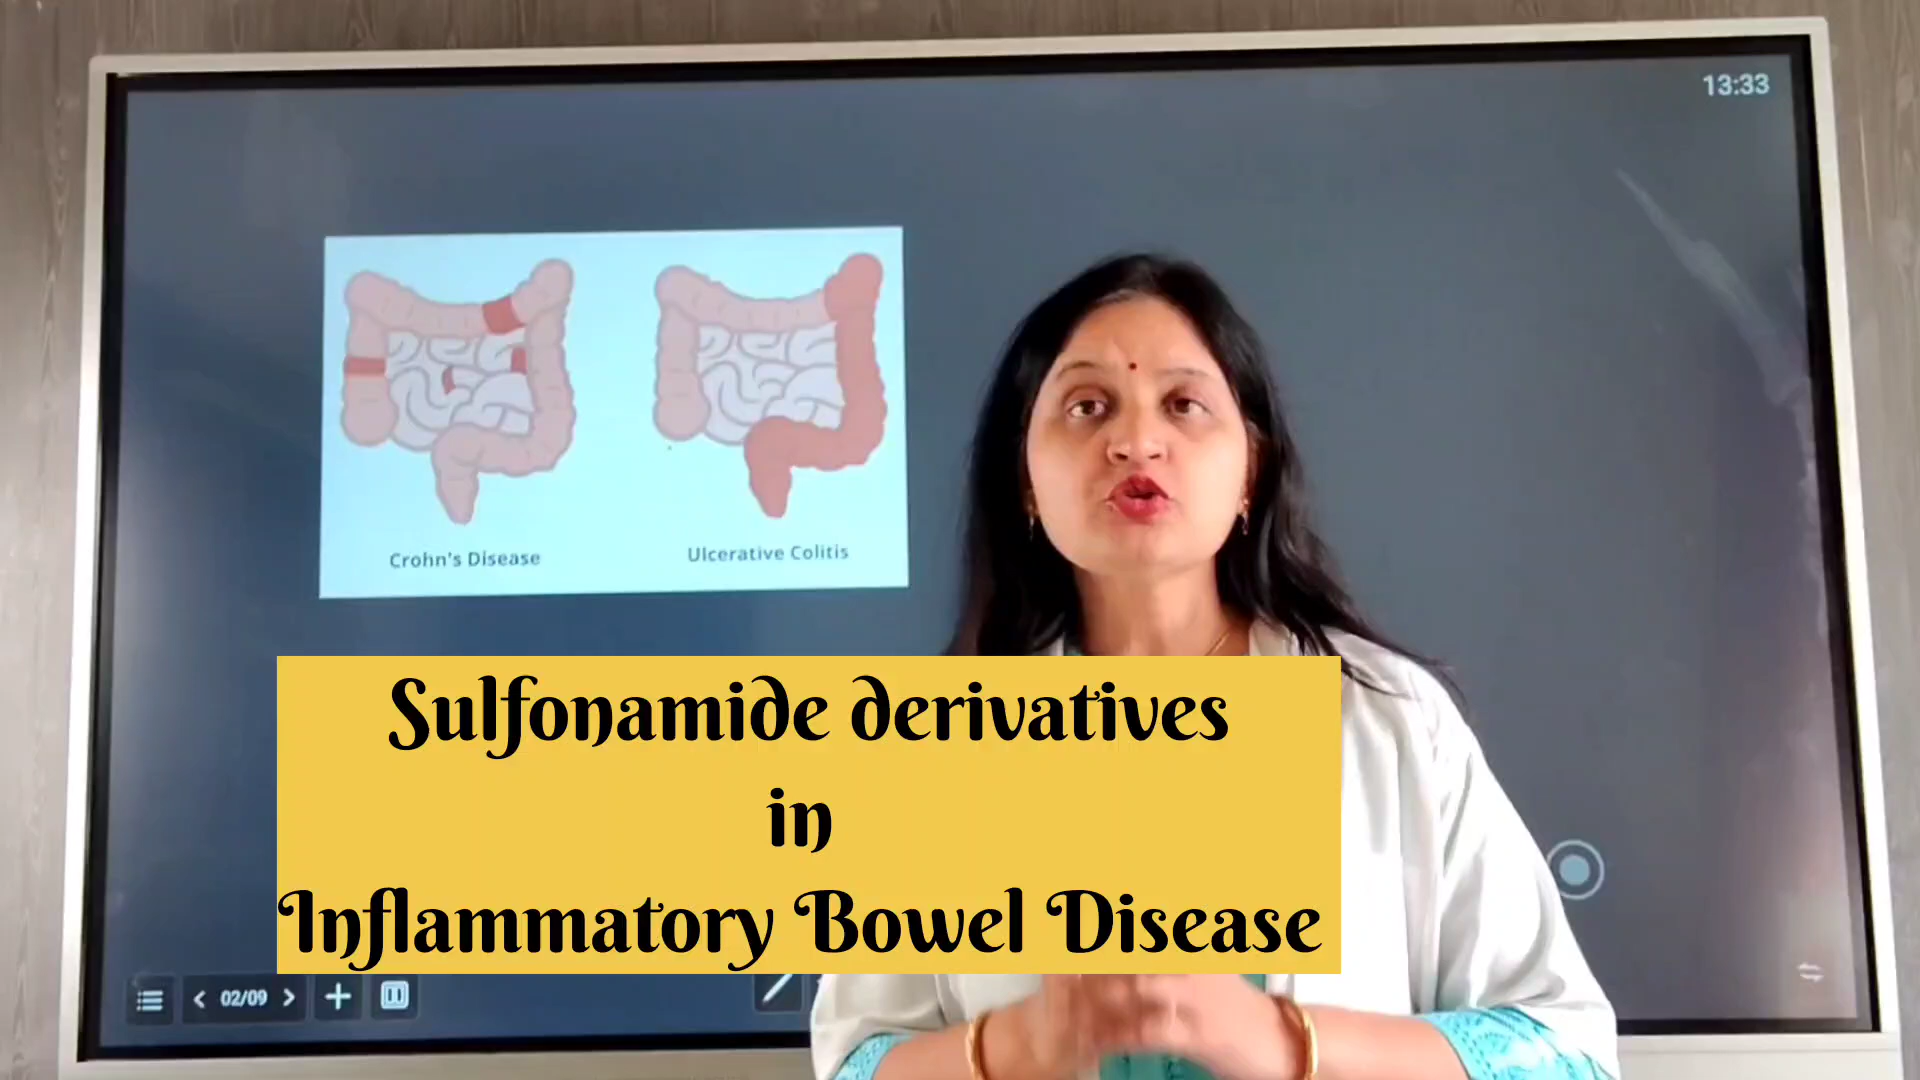 13:33
Crohn's Disease
Ulcerative Colitis
Sulfonamide derivatives
in
Inflammatory Bowel Disease
02/09